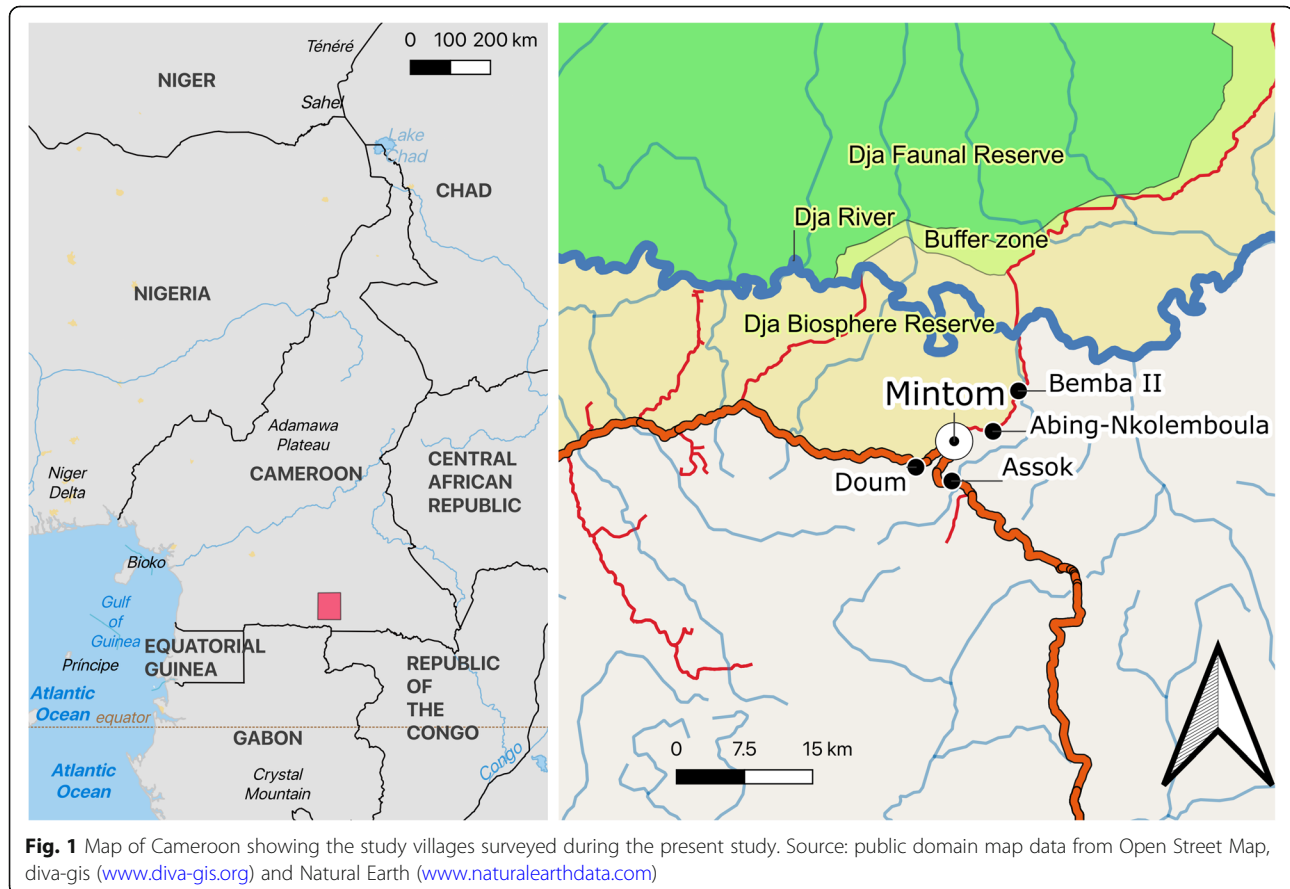 0 100 200 km
Ténéré
NIGER
Sahel
Lake
Chad
CHAD
NIGERIA
Adamawa
Plateau
CAMEROON
CENTRAL
AFRICAN
REPUBLIC
Niger
Delta
Bioko
Gulf
of
Guinea
EQUATORIAL
GUINEA
Príncipe
REPUBLIC
OF
THE
CONGO
Atlantic
Ocean
equator
GABON
Congo
Atlantic
Ocean
Crystal
Mountain
Dja Faunal Reserve
Dja River
Buffer zone
Dja Biosphere Reserve
Mintom
Bemba II
Abing-Nkolemboula
Doum
Assok
0 7.5 15 km
Fig. 1 Map of Cameroon showing the study villages surveyed during the present study. Source: public domain map data from Open Street Map,
diva-gis (www.diva-gis.org) and Natural Earth (www.naturalearthdata.com)